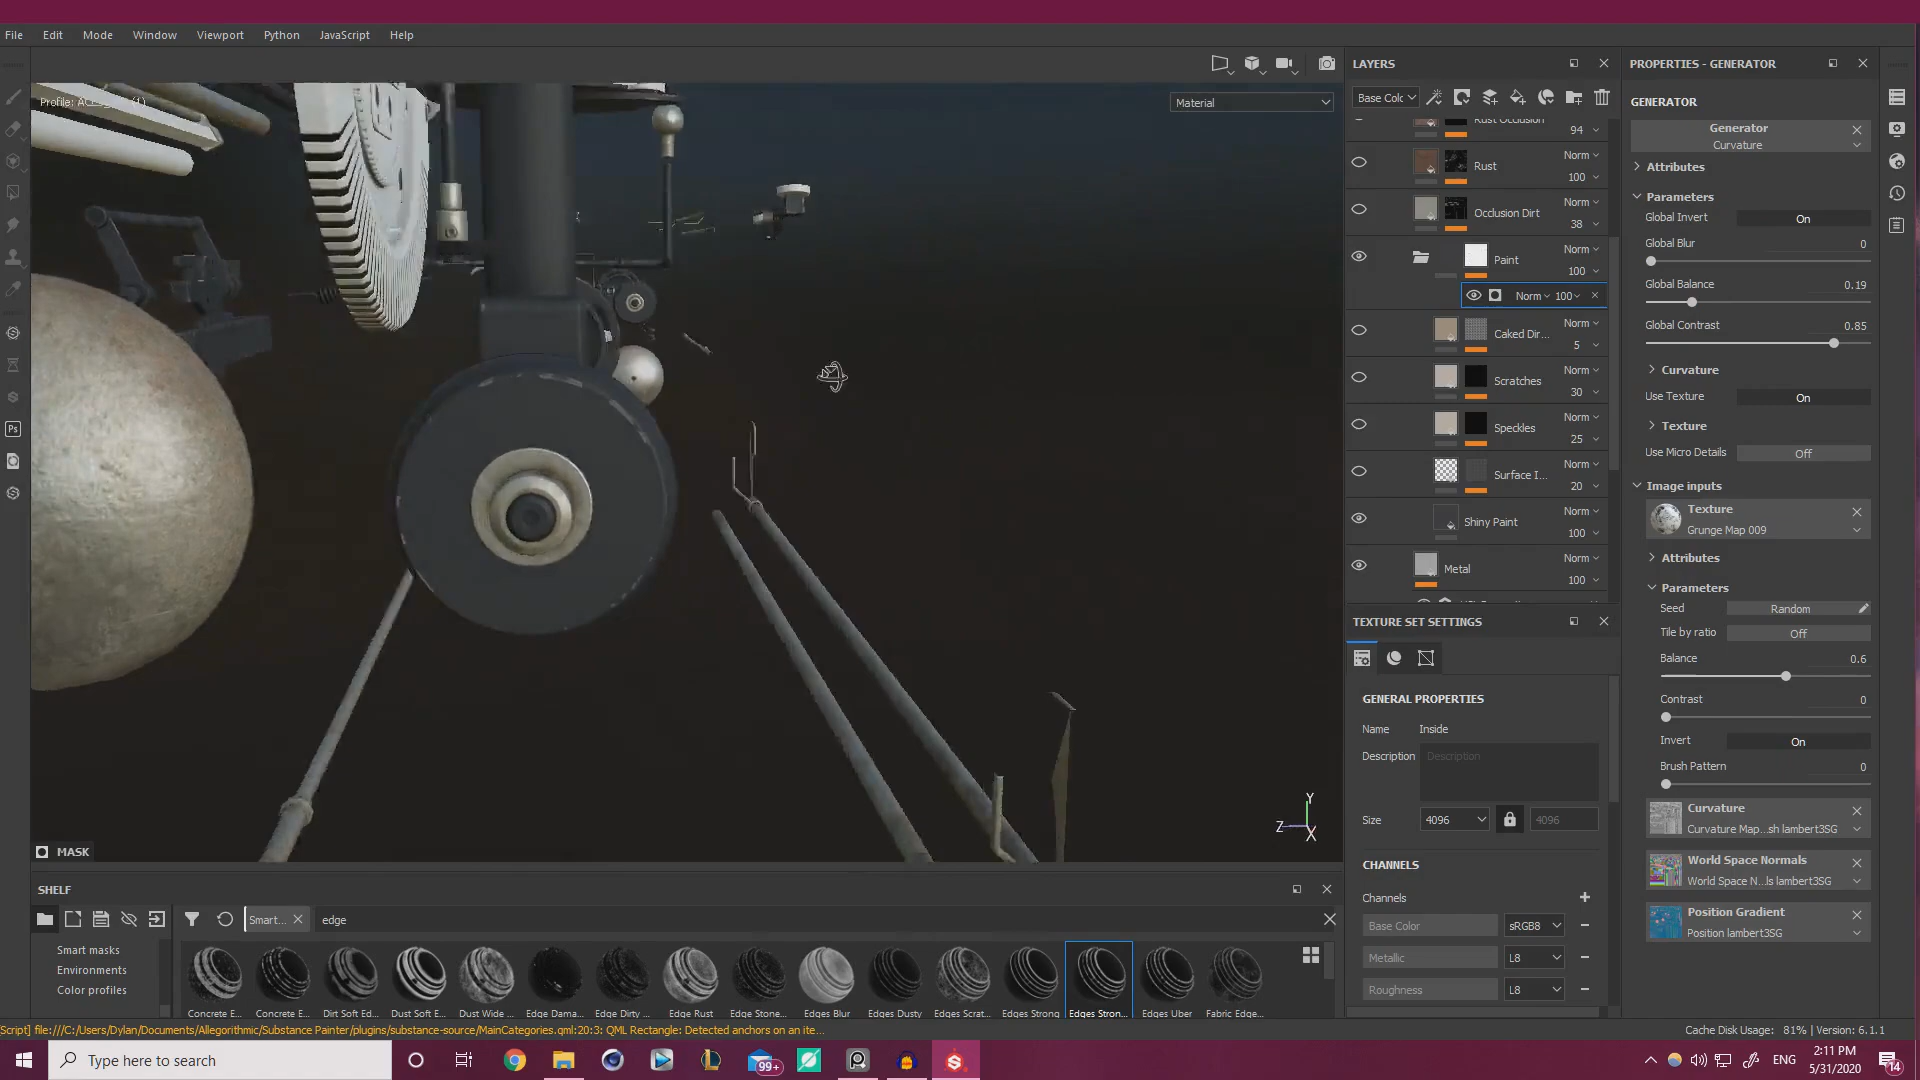 File Edit Mode Window Viewport Python JavaScript Help
LAYERS
PROPERTIES - GENERATOR
Material
Base Colo
GENERATOR
Generator
Curvature
Attributes
Parameters
Global Invert On
Global Blur 0
Global Balance 0.19
Global Contrast 0.85
Curvature
Use Texture On
Texture
Use Micro Details Off
Image inputs
Texture
Grunge Map 009
Attributes
Parameters
Seed Random
Tile by ratio Off
Balance 0.6
Contrast 0
Invert On
Brush Pattern 0
Curvature
Curvature Map...sh lambert3SG
World Space Normals
World Space N...ls lambert3SG
Position Gradient
Position lambert3SG
Rust Occlusion 94
Rust Norm 100
Occlusion Dirt Norm 38
Paint Norm 100
Norm 100
Caked Dir... Norm 5
Scratches Norm 30
Speckles Norm 25
Surface I... Norm 20
Shiny Paint Norm 100
Metal Norm 100
TEXTURE SET SETTINGS
GENERAL PROPERTIES
Name Inside
Description Description
Size 4096 4096
CHANNELS
Channels
Base Color sRGB8
Metallic L8
Roughness L8
Y
Z
X
MASK
SHELF
Smart... edge
Smart masks
Environments
Color profiles
Concrete E... Concrete E... Dirt Soft Ed... Dust Soft E... Dust Wide ... Edge Dama... Edge Dirty ... Edge Rust Edge Stone... Edges Blur Edges Dusty Edges Scrat... Edges Strong Edges Stron... Edges Uber Fabric Edge...
Script] file:///C:/Users/Dylan/Documents/Allegorithmic/Substance Painter/plugins/substance-source/MainCategories.qml:20:3: QML Rectangle: Detected anchors on an ite...
Cache Disk Usage: 81% | Version: 6.1.1
Type here to search
Ps
99+
ENG
2:11 PM
5/31/2020
14